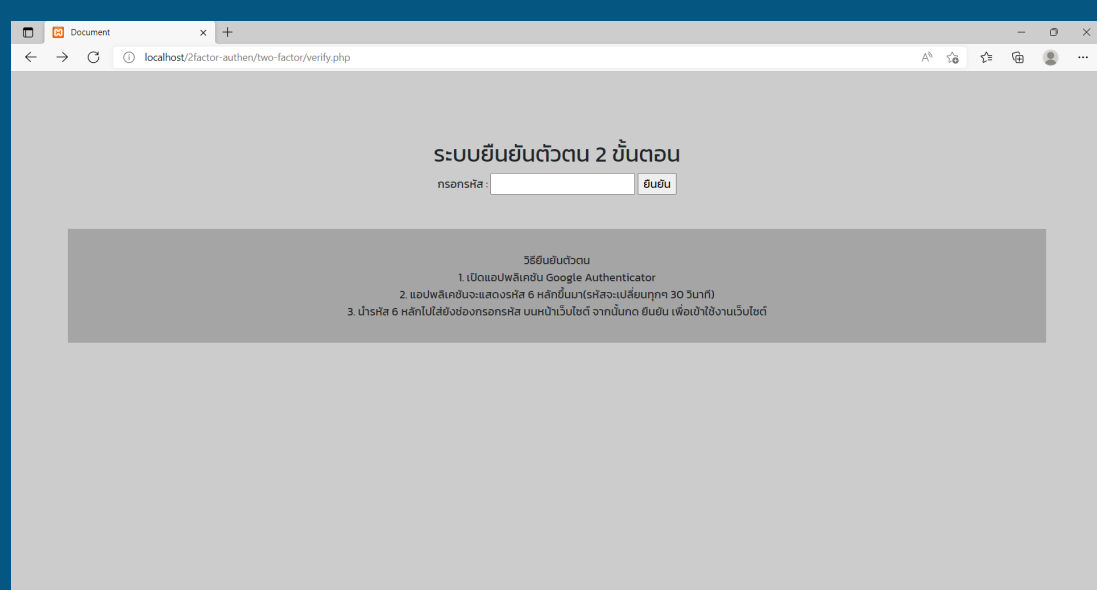 Document
localhost/2factor-authen/two-factor/verify.php
ระบบยืนยันตัวตน 2 ขั้นตอน
กรอกรหัส : ยืนยัน
วิธียืนยันตัวตน
1. เปิดแอปพลิเคชัน Google Authenticator
2. แอปพลิเคชันจะแสดงรหัส 6 หลักขึ้นมา(รหัสจะเปลี่ยนทุกๆ 30 วินาที)
3. นำรหัส 6 หลักไปใส่ยังช่องกรอกรหัส บนหน้าเว็บไซต์ จากนั้นกด ยืนยัน เพื่อเข้าใช้งานเว็บไซต์